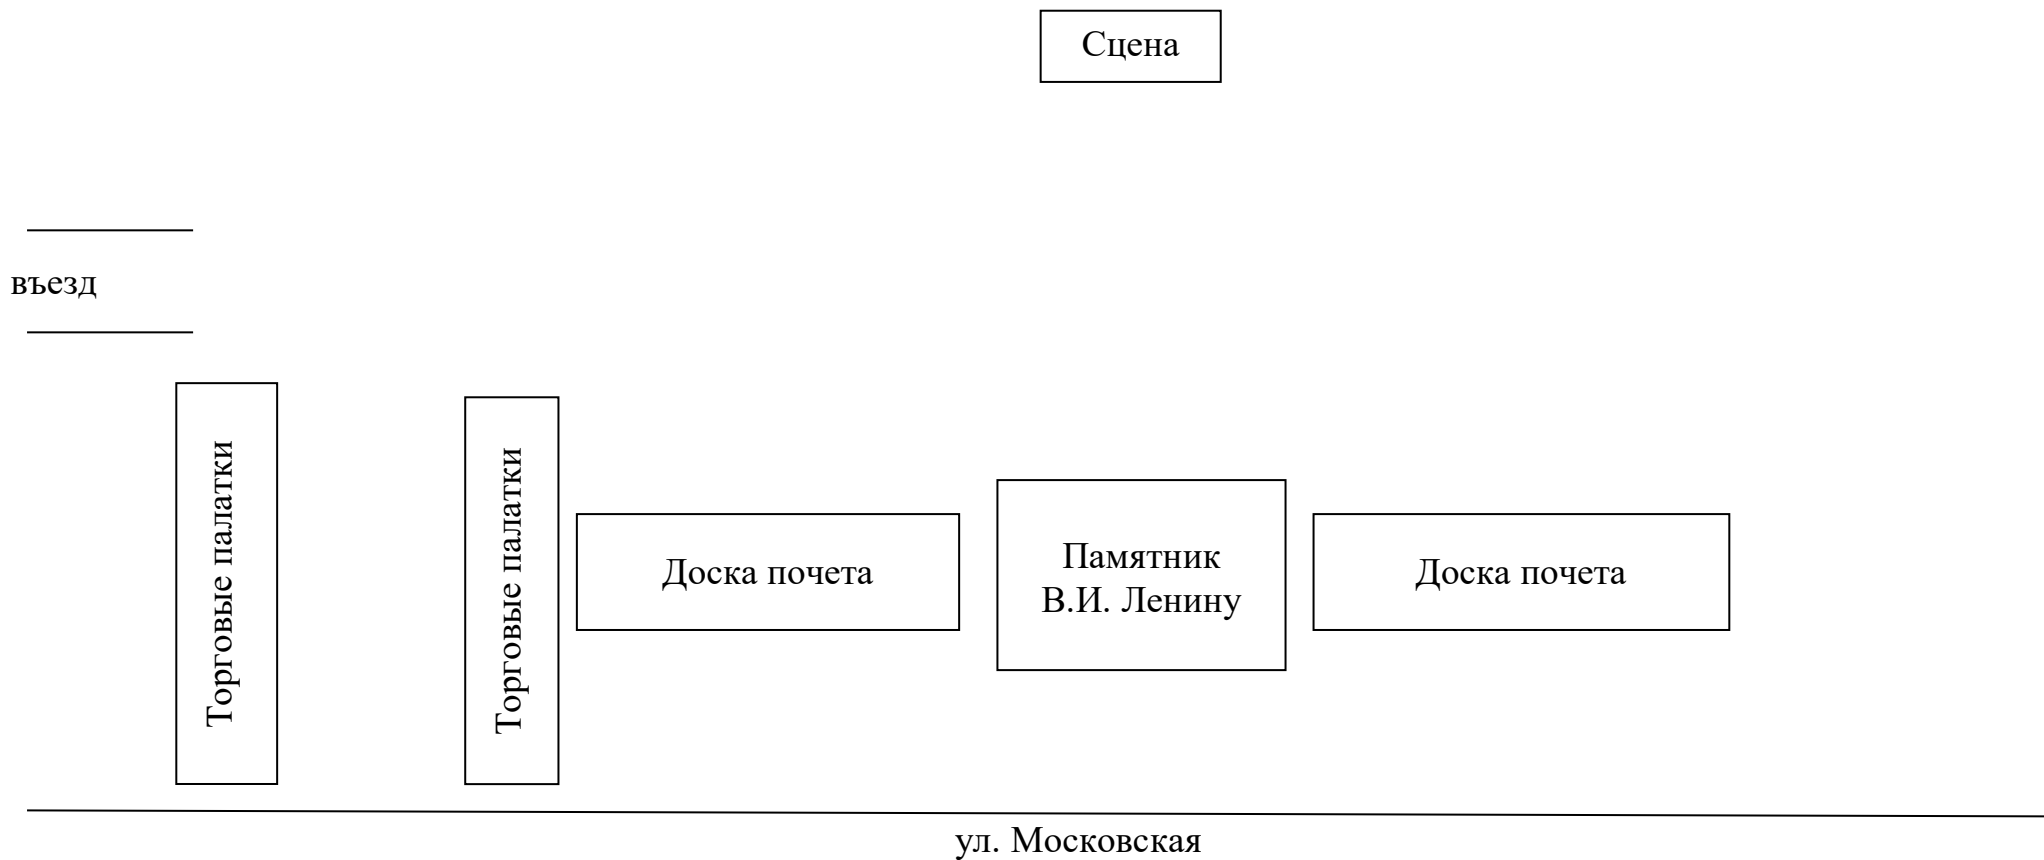 Сцена
въезд
Торговые палатки
Торговые палатки
Доска почета
Памятник
В.И. Ленину
Доска почета
ул. Московская